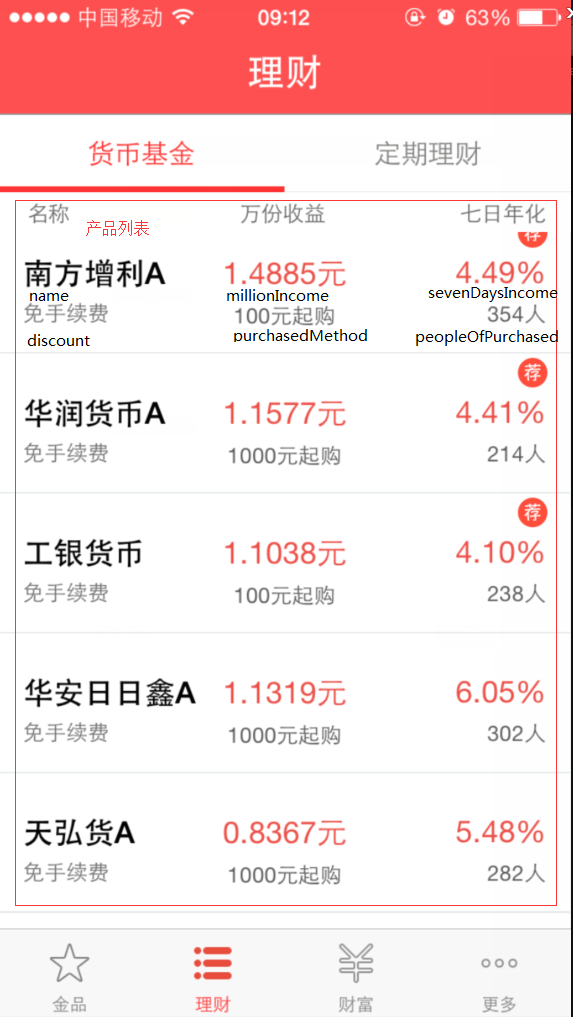 中国移动 09:12 63%
理财
货币基金 定期理财
名称 万份收益 七日年化
产品列表
荐
南方增利A 1.4885元 4.49%
name millionIncome sevenDaysIncome
免手续费 100元起购 354人
discount purchasedMethod peopleOfPurchased
荐
华润货币A 1.1577元 4.41%
免手续费 1000元起购 214人
荐
工银货币 1.1038元 4.10%
免手续费 100元起购 238人
华安日日鑫A 1.1319元 6.05%
免手续费 1000元起购 302人
天弘货A 0.8367元 5.48%
免手续费 1000元起购 282人
金品 理财 财富 更多